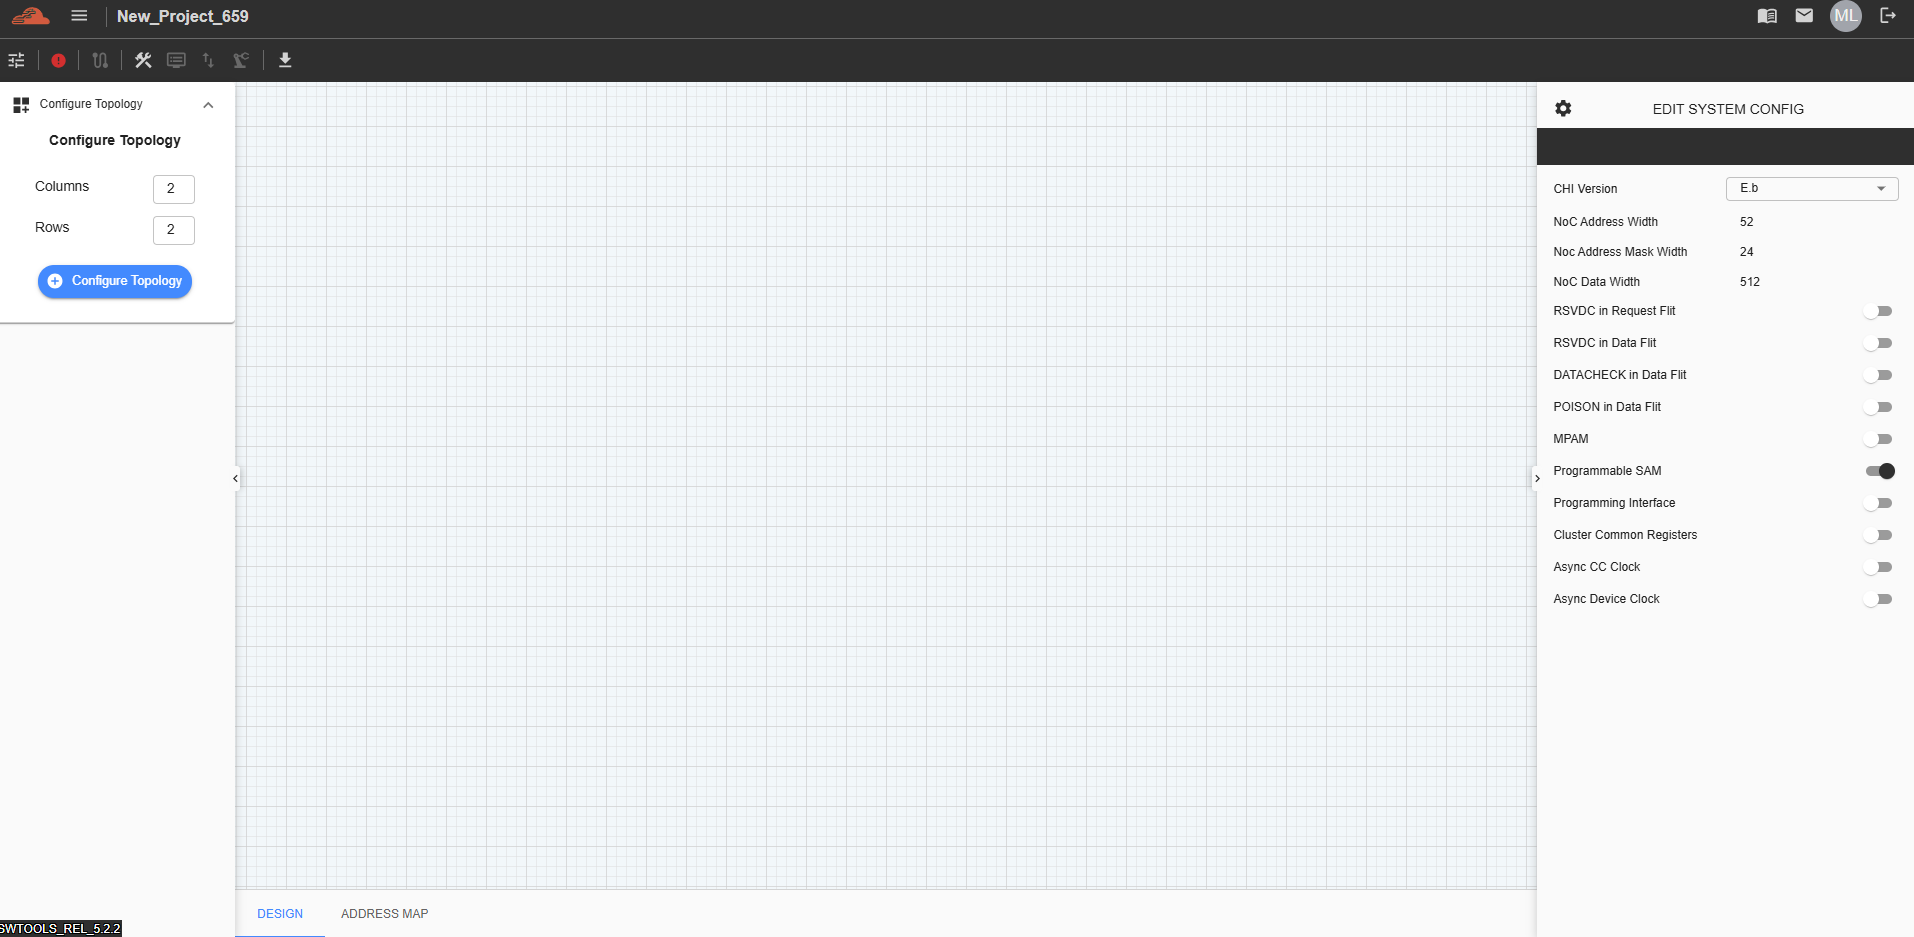 New_Project_659
ML
Configure Topology
Configure Topology
Columns 2
Rows 2
Configure Topology
EDIT SYSTEM CONFIG
CHI Version E.b
NoC Address Width 52
Noc Address Mask Width 24
NoC Data Width 512
RSVDC in Request Flit
RSVDC in Data Flit
DATACHECK in Data Flit
POISON in Data Flit
MPAM
Programmable SAM
Programming Interface
Cluster Common Registers
Async CC Clock
Async Device Clock
DESIGN ADDRESS MAP
SWTOOLS_REL_5.2.2